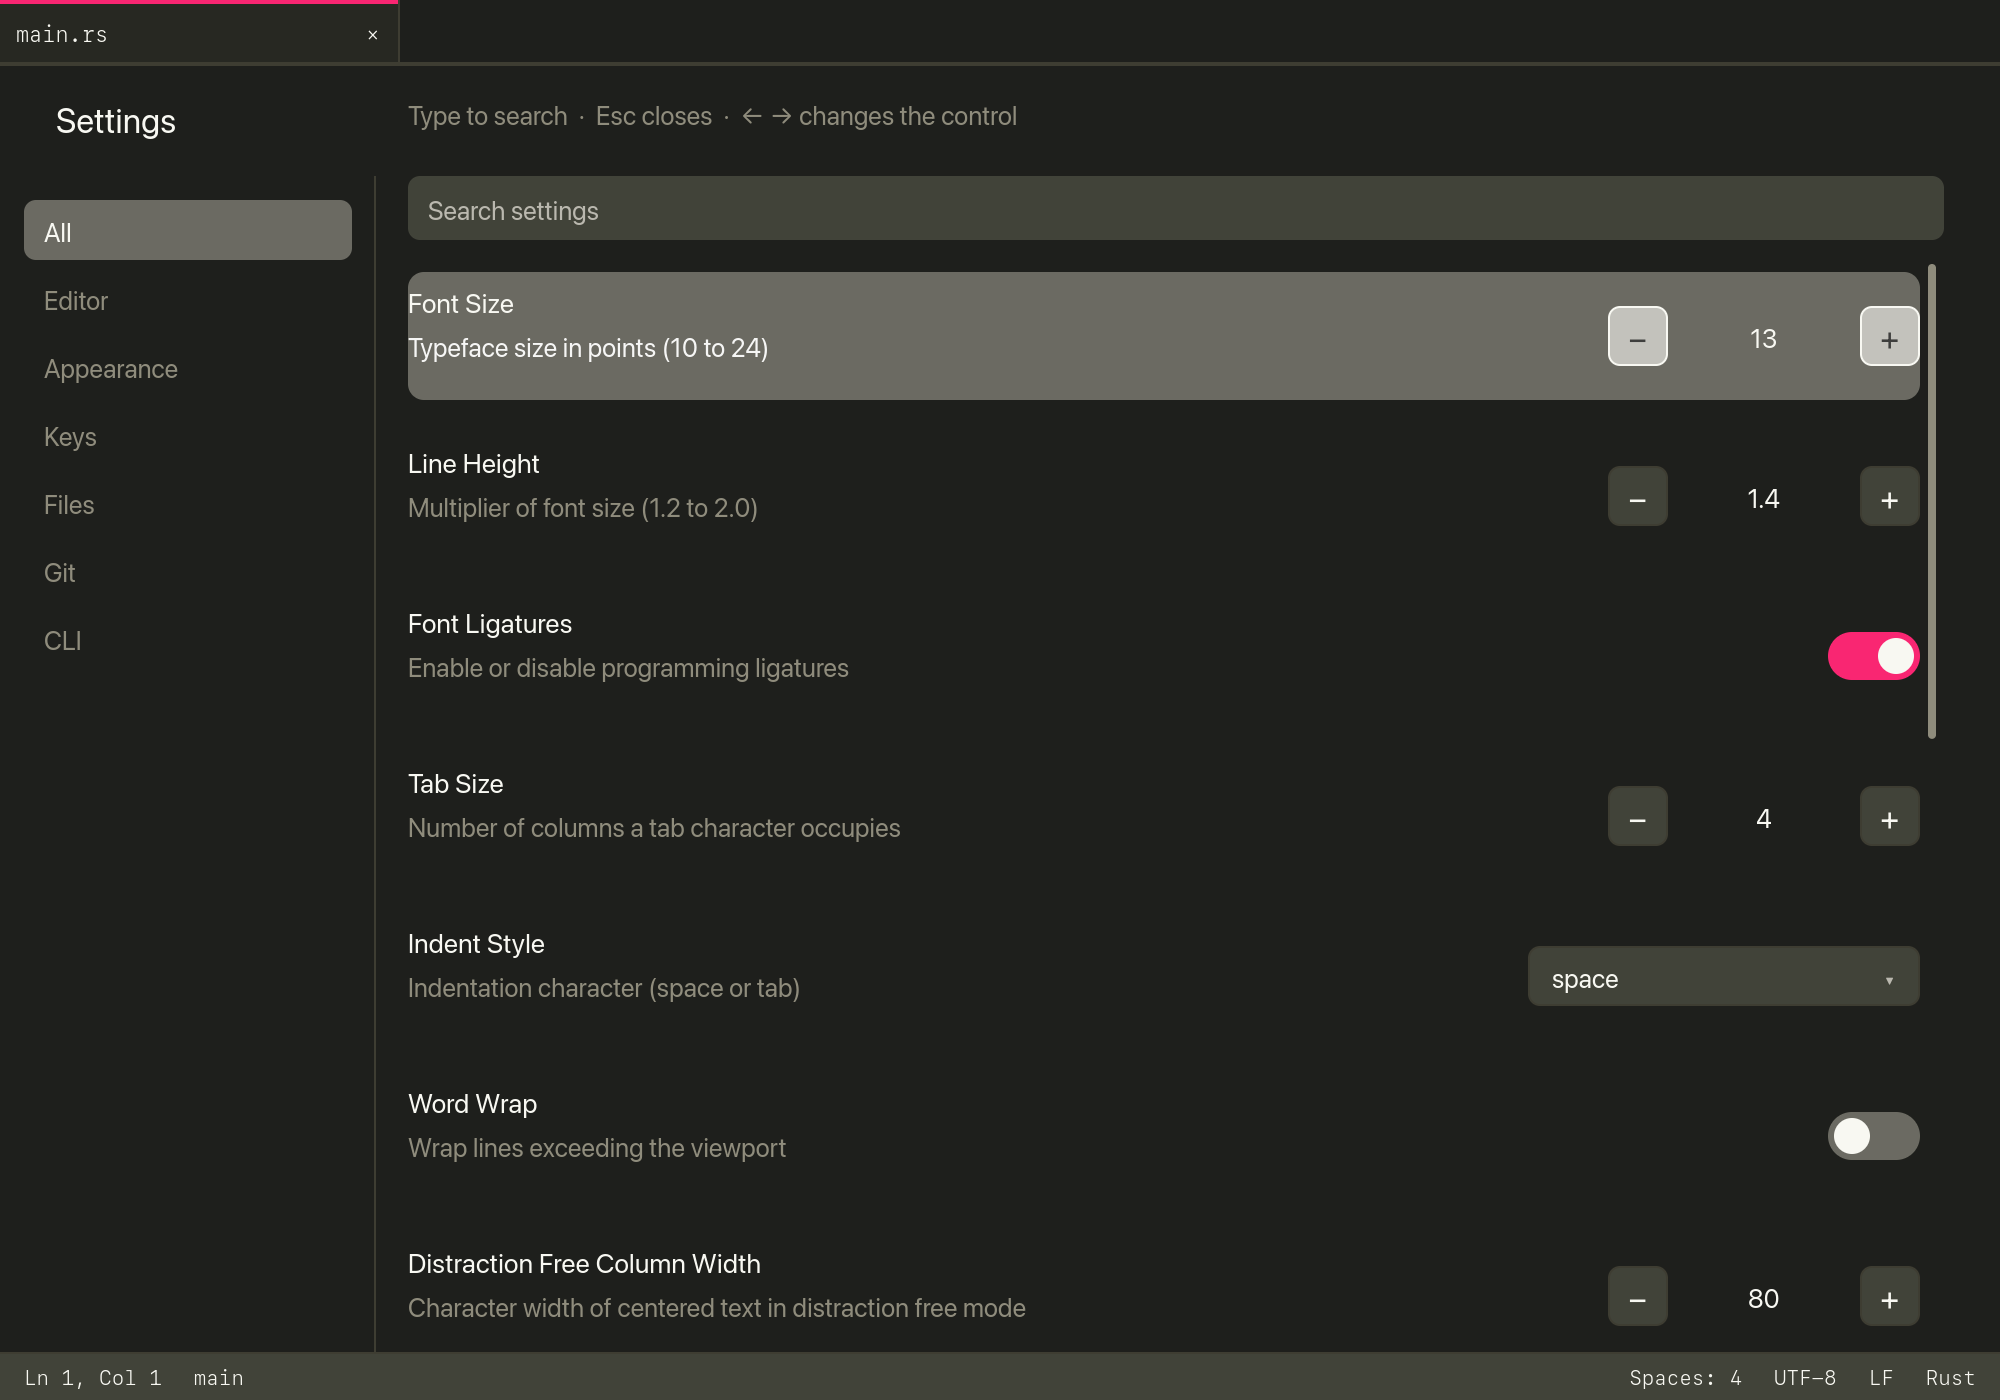 main.rs ×
Settings
Type to search · Esc closes · ← → changes the control
Search settings
All
Editor
Appearance
Keys
Files
Git
CLI
Font Size
Typeface size in points (10 to 24)
− 13 +
Line Height
Multiplier of font size (1.2 to 2.0)
− 1.4 +
Font Ligatures
Enable or disable programming ligatures
Tab Size
Number of columns a tab character occupies
− 4 +
Indent Style
Indentation character (space or tab)
space ▾
Word Wrap
Wrap lines exceeding the viewport
Distraction Free Column Width
Character width of centered text in distraction free mode
− 80 +
Ln 1, Col 1 main Spaces: 4 UTF-8 LF Rust